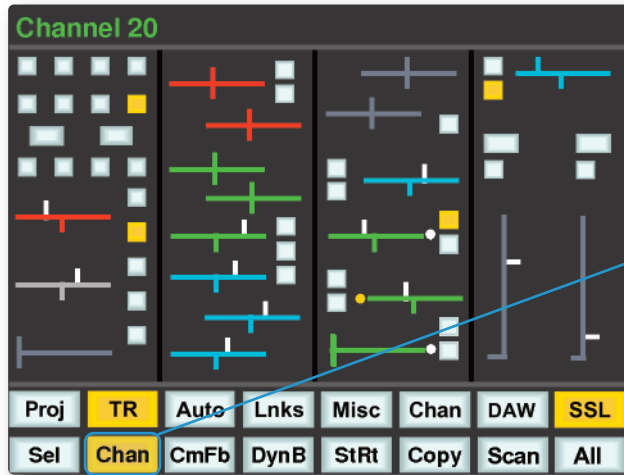 Channel 20
Proj TR Auto Lnks Misc Chan DAW SSL
Sel Chan CmFb DynB StRt Copy Scan All